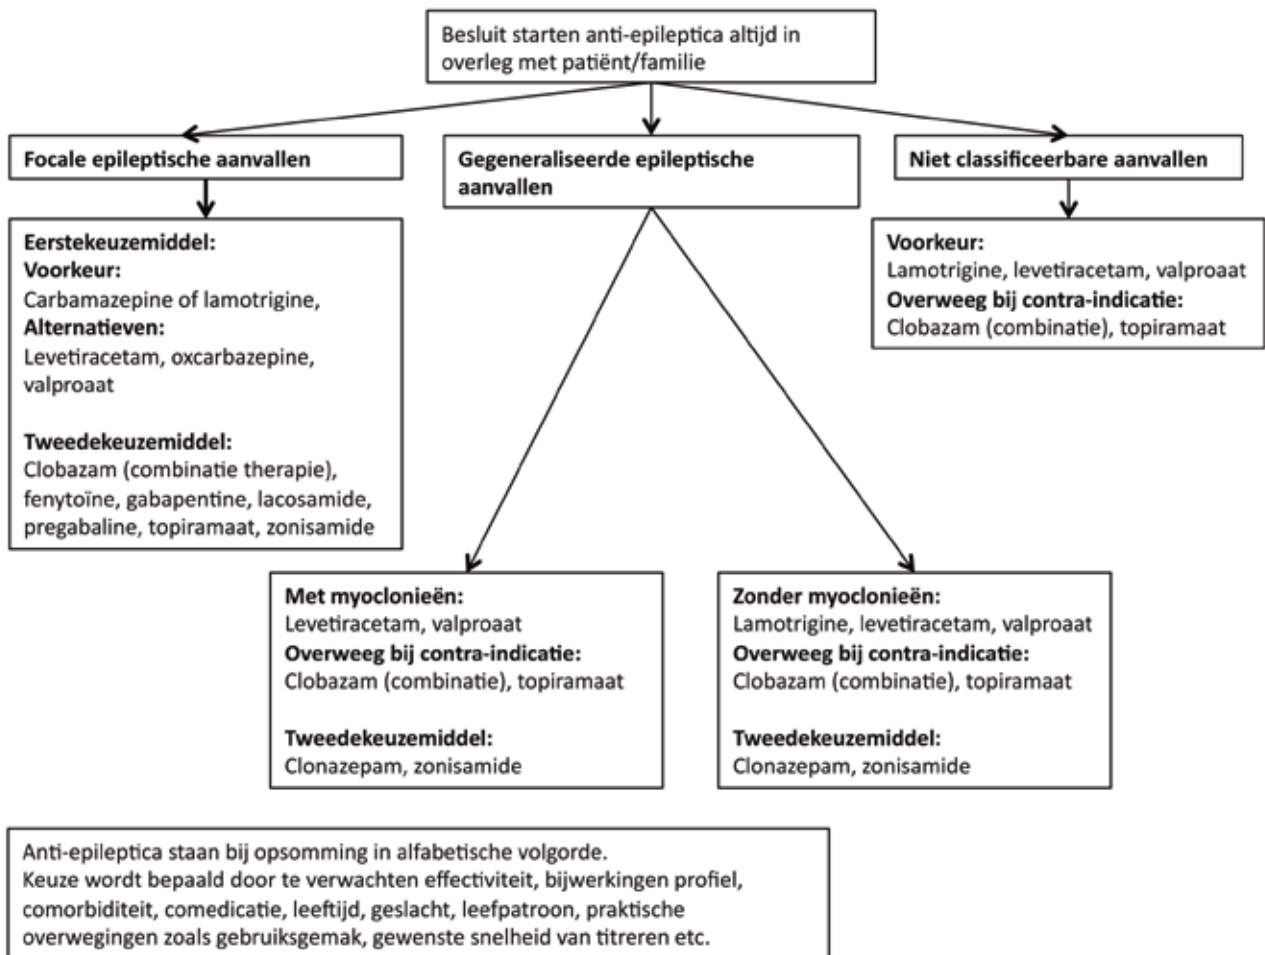 Besluit starten anti-epileptica altijd in
overleg met patiënt/familie
Focale epileptische aanvallen
Gegeneraliseerde epileptische
aanvallen
Niet classificeerbare aanvallen
Eerstekeuzemiddel:
Voorkeur:
Carbamazepine of lamotrigine,
Alternatieven:
Levetiracetam, oxcarbazepine,
valproaat
Tweedekeuzemiddel:
Clobazam (combinatie therapie),
fenytoïne, gabapentine, lacosamide,
pregabaline, topiramaat, zonisamide
Voorkeur:
Lamotrigine, levetiracetam, valproaat
Overweeg bij contra-indicatie:
Clobazam (combinatie), topiramaat
Met myoclonieën:
Levetiracetam, valproaat
Overweeg bij contra-indicatie:
Clobazam (combinatie), topiramaat
Tweedekeuzemiddel:
Clonazepam, zonisamide
Zonder myoclonieën:
Lamotrigine, levetiracetam, valproaat
Overweeg bij contra-indicatie:
Clobazam (combinatie), topiramaat
Tweedekeuzemiddel:
Clonazepam, zonisamide
Anti-epileptica staan bij opsomming in alfabetische volgorde.
Keuze wordt bepaald door te verwachten effectiviteit, bijwerkingen profiel,
comorbiditeit, comedicatie, leeftijd, geslacht, leefpatroon, praktische
overwegingen zoals gebruiksgemak, gewenste snelheid van titreren etc.